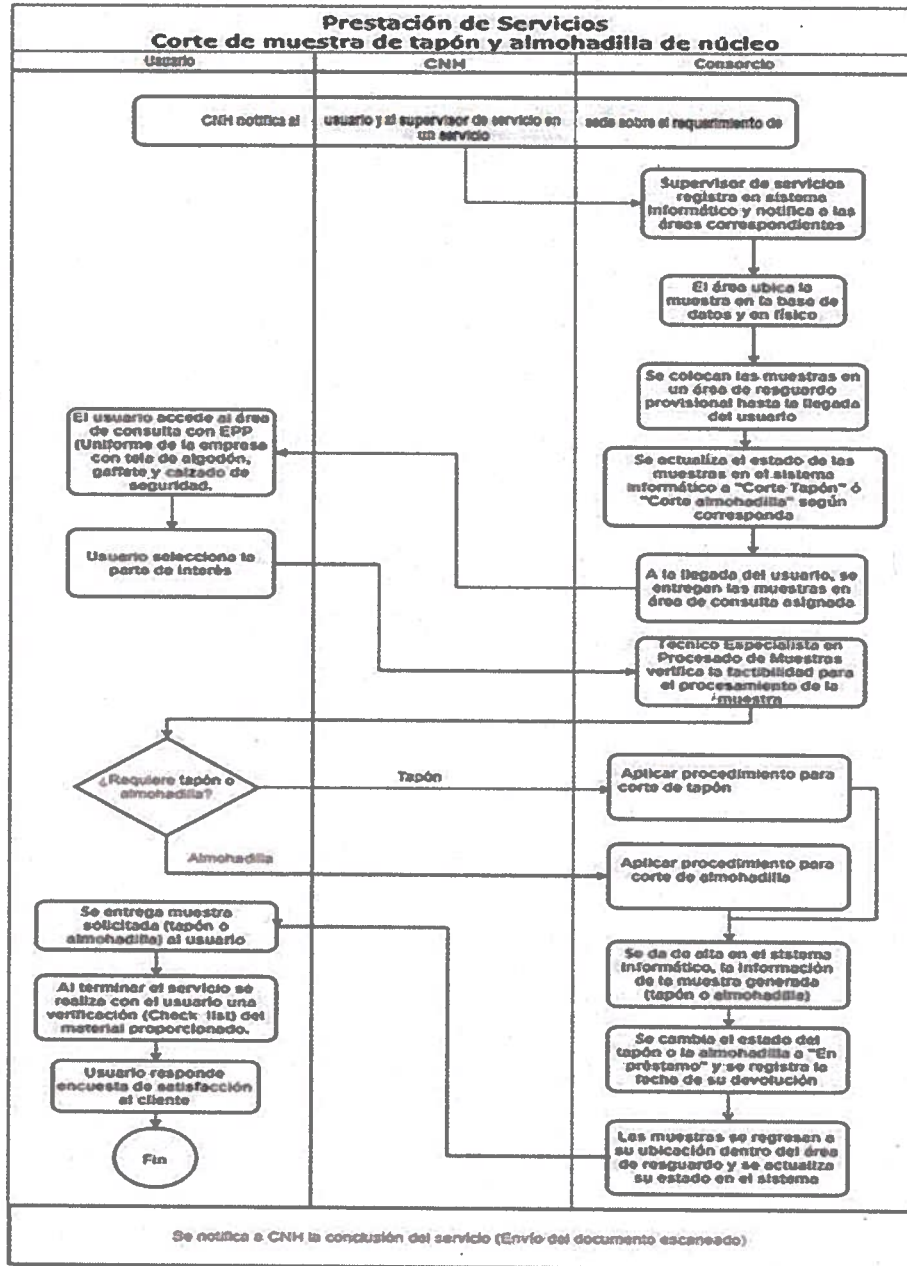 Prestación de Servicios
Corte de muestra de tapón y almohadilla de núcleo
Usuario
CNH
Consorcio
CNH notifica al usuario y al supervisor de servicio en sede sobre el requerimiento de
un servicio
Supervisor de servicios
registra en sistema
informático y notifica a las
áreas correspondientes
El área ubica la
muestra en la base de
datos y en físico
Se colocan las muestras en
un área de resguardo
provisional hasta la llegada
del usuario
Se actualiza el estado de las
muestras en el sistema
informático a "Corte Tapón" ó
"Corte almohadilla" según
corresponda
A la llegada del usuario, se
entregan las muestras en
área de consulta asignada
El usuario accede al área
de consulta con EPP
(Uniforme de la empresa
con tela de algodón,
gaffete y calzado de
seguridad.
Usuario selecciona la
parte de interés
Técnico Especialista en
Procesado de Muestras
verifica la factibilidad para
el procesamiento de la
muestra
¿Requiere tapón o
almohadilla?
Tapón
Aplicar procedimiento para
corte de tapón
Almohadilla
Aplicar procedimiento para
corte de almohadilla
Se da de alta en el sistema
informático, la información
de la muestra generada
(tapón o almohadilla)
Se cambia el estado del
tapón o la almohadilla a "En
préstamo" y se registra la
fecha de su devolución
Las muestras se regresan a
su ubicación dentro del área
de resguardo y se actualiza
su estado en el sistema
Se entrega muestra
solicitada (tapón o
almohadilla) al usuario
Al terminar el servicio se
realiza con el usuario una
verificación (Check list) del
material proporcionado.
Usuario responde
encuesta de satisfacción
al cliente
Fin
Se notifica a CNH la conclusión del servicio (Envío del documento escaneado)